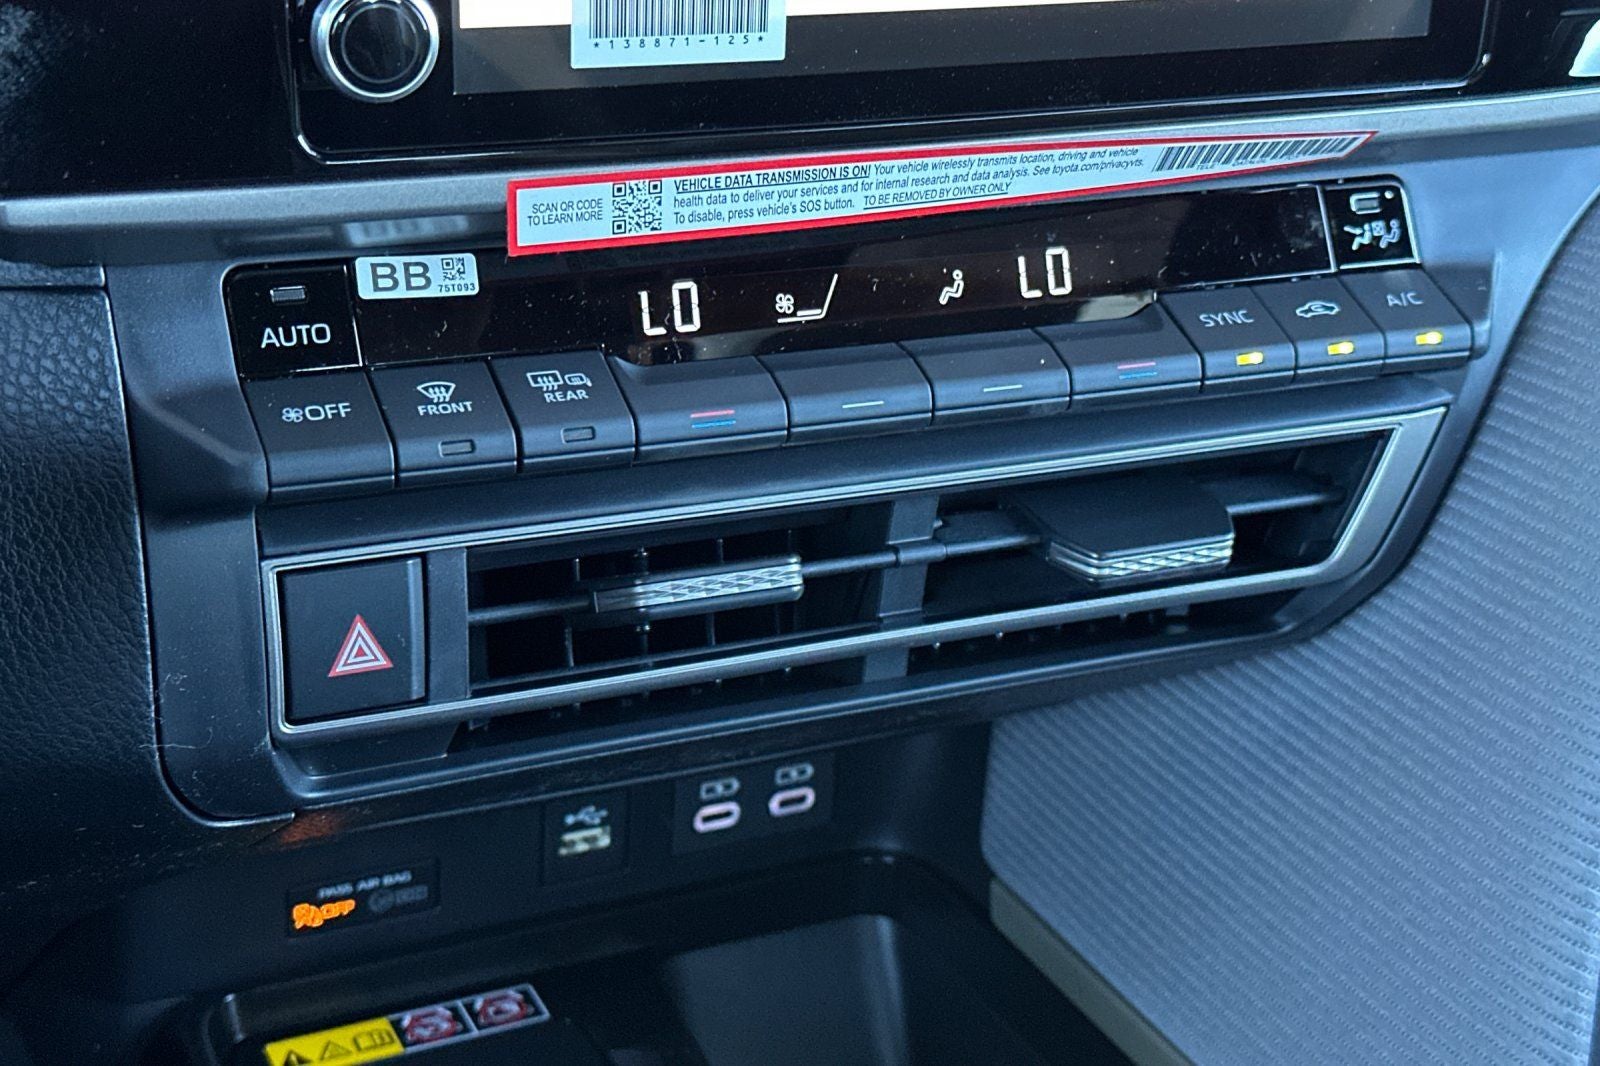 *138871-125*
SCAN QR CODE
TO LEARN MORE
VEHICLE DATA TRANSMISSION IS ON! Your vehicle wirelessly transmits location, driving and vehicle
health data to deliver your services and for internal research and data analysis. See toyota.com/privacyvts.
To disable, press vehicle's SOS button. TO BE REMOVED BY OWNER ONLY
BB
75T093
AUTO
LO
LO
OFF
FRONT
REAR
SYNC
A/C
PASS AIR BAG
OFF